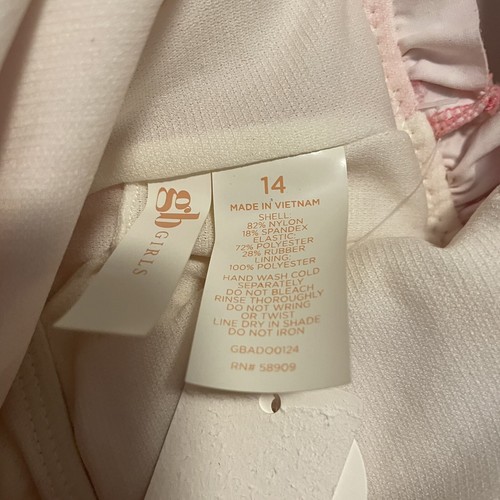 gb
GIRLS
14
MADE IN VIETNAM
SHELL:
82% NYLON
18% SPANDEX
ELASTIC:
72% POLYESTER
28% RUBBER
LINING:
100% POLYESTER
HAND WASH COLD
SEPARATELY
DO NOT BLEACH
RINSE THOROUGHLY
DO NOT WRING
OR TWIST
LINE DRY IN SHADE
DO NOT IRON
GBADO0124
RN# 58909